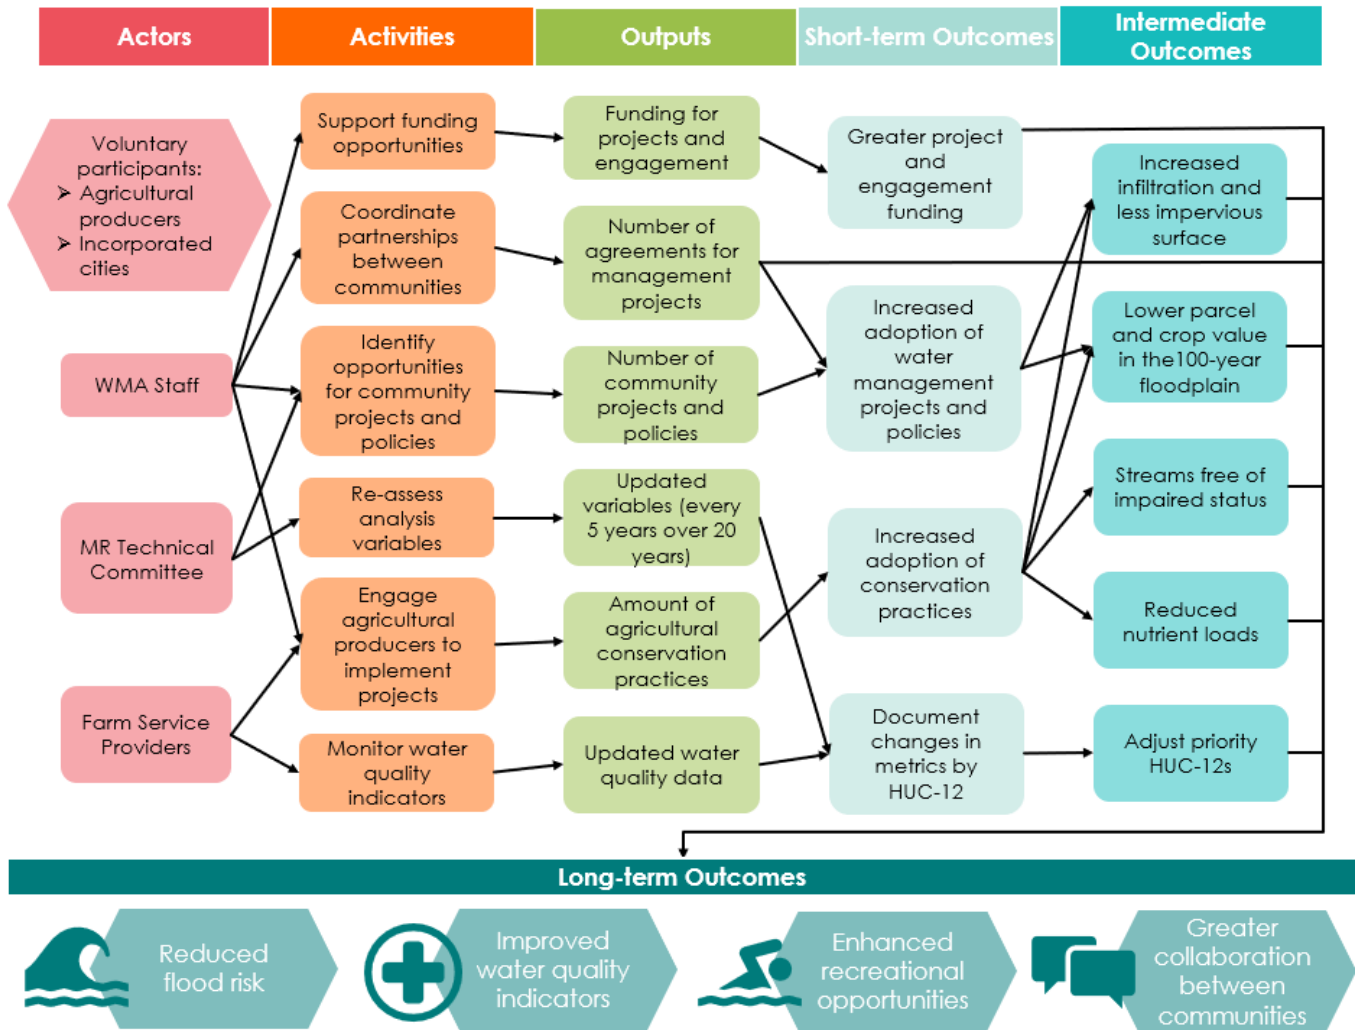 Actors
Activities
Outputs
Short-term Outcomes
Intermediate
Outcomes
Voluntary
participants:
➢ Agricultural
producers
➢ Incorporated
cities
WMA Staff
MR Technical
Committee
Farm Service
Providers
Support funding
opportunities
Coordinate
partnerships
between
communities
Identify
opportunities
for community
projects and
policies
Re-assess
analysis
variables
Engage
agricultural
producers to
implement
projects
Monitor water
quality
indicators
Funding for
projects and
engagement
Number of
agreements for
management
projects
Number of
community
projects and
policies
Updated
variables (every
5 years over 20
years)
Amount of
agricultural
conservation
practices
Updated water
quality data
Greater project
and
engagement
funding
Increased
adoption of
water
management
projects and
policies
Increased
adoption of
conservation
practices
Document
changes in
metrics by
HUC-12
Increased
infiltration and
less impervious
surface
Lower parcel
and crop value
in the100-year
floodplain
Streams free of
impaired status
Reduced
nutrient loads
Adjust priority
HUC-12s
Long-term Outcomes
Reduced
flood risk
Improved
water quality
indicators
Enhanced
recreational
opportunities
Greater
collaboration
between
communities